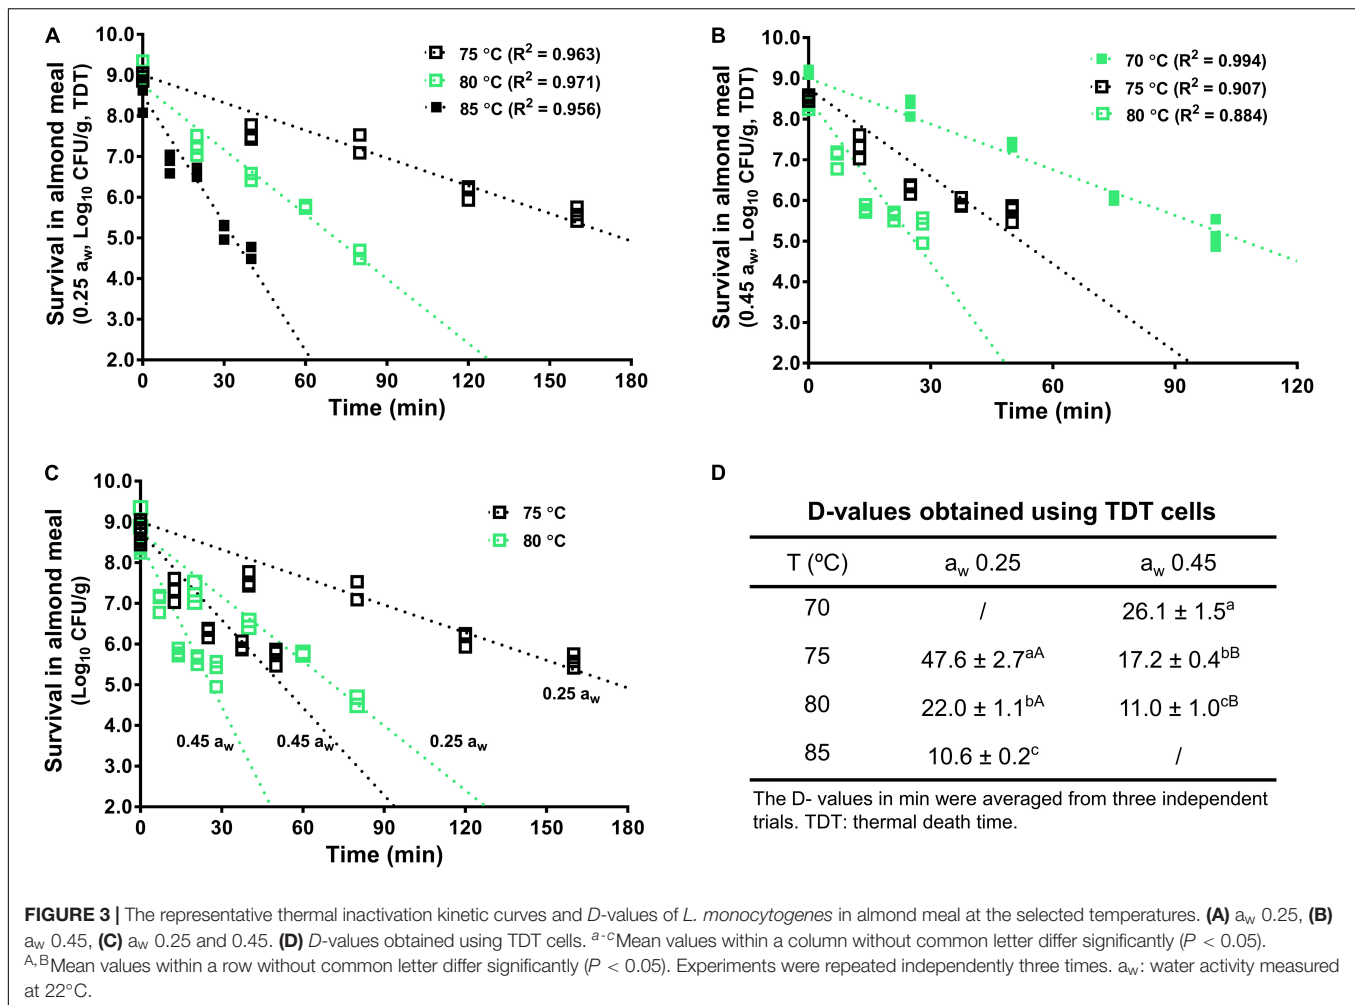 A
10.0
9.0
8.0
7.0
6.0
5.0
4.0
3.0
2.0
0 30 60 90 120 150 180
Time (min)
Survival in almond meal
(0.25 aw, Log10 CFU/g, TDT)
75 °C (R2 = 0.963)
80 °C (R2 = 0.971)
85 °C (R2 = 0.956)
B
10.0
9.0
8.0
7.0
6.0
5.0
4.0
3.0
2.0
0 30 60 90 120
Time (min)
Survival in almond meal
(0.45 aw, Log10 CFU/g, TDT)
70 °C (R2 = 0.994)
75 °C (R2 = 0.907)
80 °C (R2 = 0.884)
C
10.0
9.0
8.0
7.0
6.0
5.0
4.0
3.0
2.0
0 30 60 90 120 150 180
Time (min)
Survival in almond meal
(Log10 CFU/g)
75 °C
80 °C
0.25 aw
0.45 aw 0.45 aw 0.25 aw
D
D-values obtained using TDT cells
T (ºC) aw 0.25 aw 0.45
70 / 26.1 ± 1.5a
75 47.6 ± 2.7aA 17.2 ± 0.4bB
80 22.0 ± 1.1bA 11.0 ± 1.0cB
85 10.6 ± 0.2c /
The D- values in min were averaged from three independent
trials. TDT: thermal death time.
FIGURE 3 | The representative thermal inactivation kinetic curves and D-values of L. monocytogenes in almond meal at the selected temperatures. (A) aw 0.25, (B)
aw 0.45, (C) aw 0.25 and 0.45. (D) D-values obtained using TDT cells. a-cMean values within a column without common letter differ significantly (P < 0.05).
A,BMean values within a row without common letter differ significantly (P < 0.05). Experiments were repeated independently three times. aw: water activity measured
at 22°C.